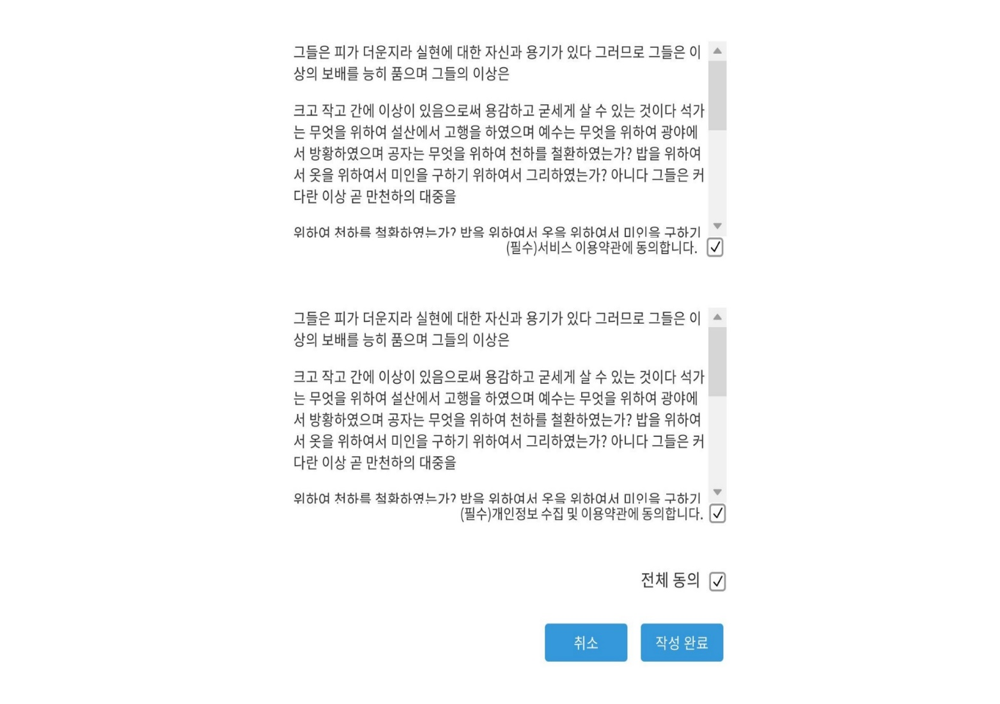 그들은 피가 더운지라 실현에 대한 자신과 용기가 있다 그러므로 그들은 이
상의 보배를 능히 품으며 그들의 이상은
크고 작고 간에 이상이 있음으로써 용감하고 굳세게 살 수 있는 것이다 석가
는 무엇을 위하여 설산에서 고행을 하였으며 예수는 무엇을 위하여 광야에
서 방황하였으며 공자는 무엇을 위하여 천하를 철환하였는가? 밥을 위하여
서 옷을 위하여서 미인을 구하기 위하여서 그리하였는가? 아니다 그들은 커
다란 이상 곧 만천하의 대중을
위하여 천하를 철환하였는가? 밥을 위하여서 옷을 위하여서 미인을 구하기
(필수)서비스 이용약관에 동의합니다.
그들은 피가 더운지라 실현에 대한 자신과 용기가 있다 그러므로 그들은 이
상의 보배를 능히 품으며 그들의 이상은
크고 작고 간에 이상이 있음으로써 용감하고 굳세게 살 수 있는 것이다 석가
는 무엇을 위하여 설산에서 고행을 하였으며 예수는 무엇을 위하여 광야에
서 방황하였으며 공자는 무엇을 위하여 천하를 철환하였는가? 밥을 위하여
서 옷을 위하여서 미인을 구하기 위하여서 그리하였는가? 아니다 그들은 커
다란 이상 곧 만천하의 대중을
위하여 천하를 철환하였는가? 밥을 위하여서 옷을 위하여서 미인을 구하기
(필수)개인정보 수집 및 이용약관에 동의합니다.
전체 동의
취소 작성 완료